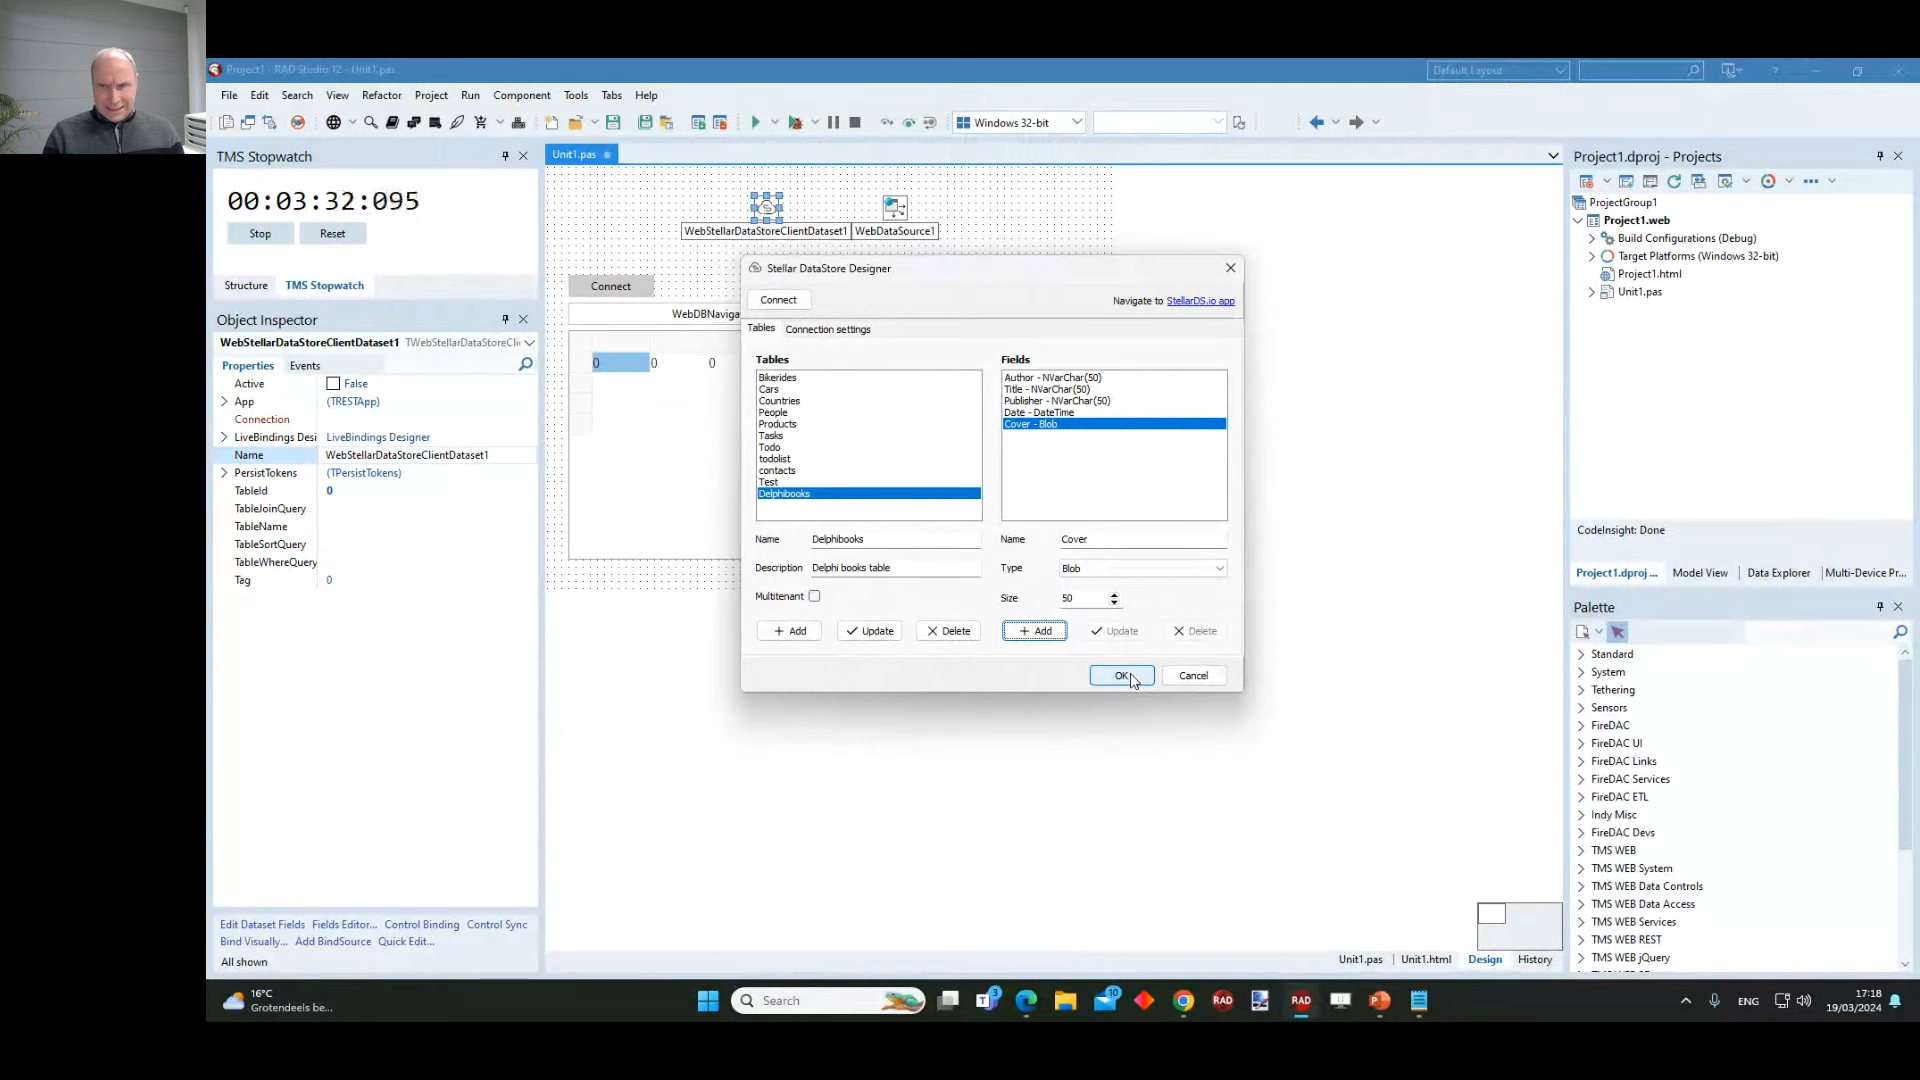 Project1 - RAD Studio 12 - Unit1.pas
Default Layout
File Edit Search View Refactor Project Run Component Tools Tabs Help
Windows 32-bit
TMS Stopwatch
00:03:32:095
Stop Reset
Structure TMS Stopwatch
Object Inspector
WebStellarDataStoreClientDataset1 TWebStellarDataStoreCli
Properties Events
Active False
App (TRESTApp)
Connection
LiveBindings Desi LiveBindings Designer
Name WebStellarDataStoreClientDataset1
PersistTokens (TPersistTokens)
TableId 0
TableJoinQuery
TableName
TableSortQuery
TableWhereQuery
Tag 0
Edit Dataset Fields Fields Editor... Control Binding Control Sync
Bind Visually... Add BindSource Quick Edit...
All shown
Unit1.pas
WebStellarDataStoreClientDataset1 WebDataSource1
Connect
WebDBNaviga
0 0 0
Stellar DataStore Designer
Connect
Navigate to StellarDS.io app
Tables Connection settings
Tables
Bikerides
Cars
Countries
People
Products
Tasks
Todo
todolist
contacts
Test
Delphibooks
Name Delphibooks
Description Delphi books table
Multitenant
Add Update Delete
Fields
Author - NVarChar(50)
Title - NVarChar(50)
Publisher - NVarChar(50)
Date - DateTime
Cover - Blob
Name Cover
Type Blob
Size 50
Add Update Delete
OK Cancel
Unit1.pas Unit1.html Design History
Project1.dproj - Projects
ProjectGroup1
Project1.web
Build Configurations (Debug)
Target Platforms (Windows 32-bit)
Project1.html
Unit1.pas
CodeInsight: Done
Project1.dproj ... Model View Data Explorer Multi-Device Pr...
Palette
Standard
System
Tethering
Sensors
FireDAC
FireDAC UI
FireDAC Links
FireDAC Services
FireDAC ETL
Indy Misc
FireDAC Devs
TMS WEB
TMS WEB System
TMS WEB Data Controls
TMS WEB Data Access
TMS WEB Services
TMS WEB REST
TMS WEB jQuery
16°C
Grotendeels be...
Search
3
10
RAD
RAD
ENG
17:18
19/03/2024